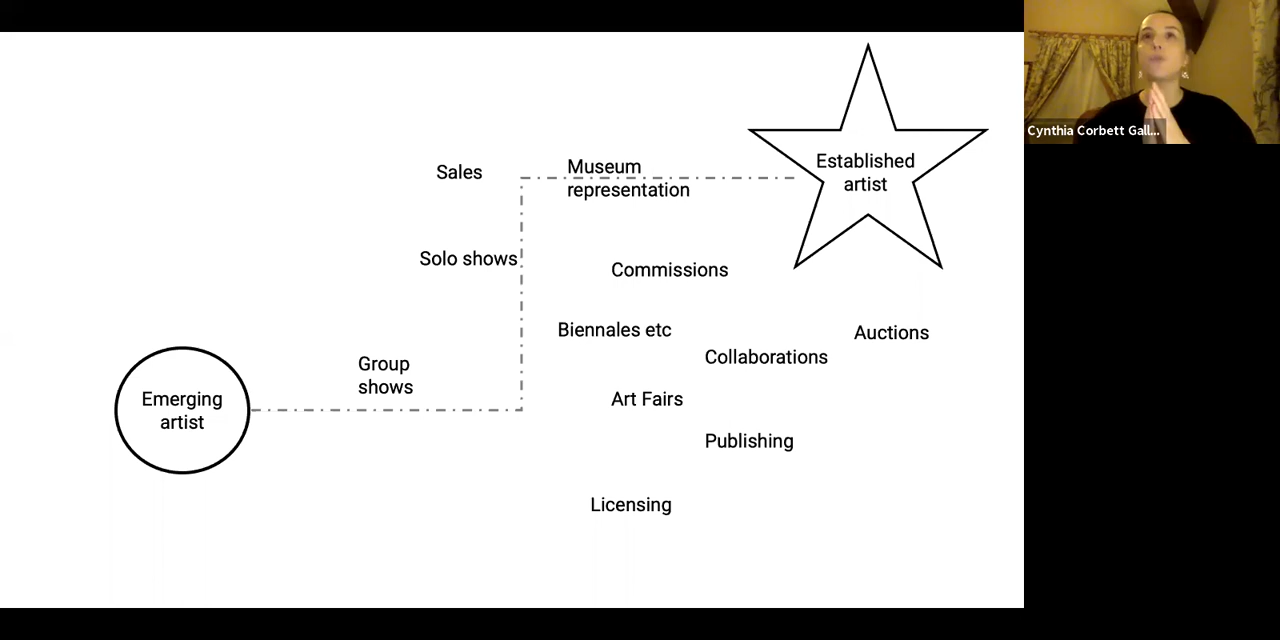 Cynthia Corbett Gall...
Established
artist
Sales
Museum
representation
Solo shows
Commissions
Biennales etc
Auctions
Collaborations
Group
shows
Emerging
artist
Art Fairs
Publishing
Licensing